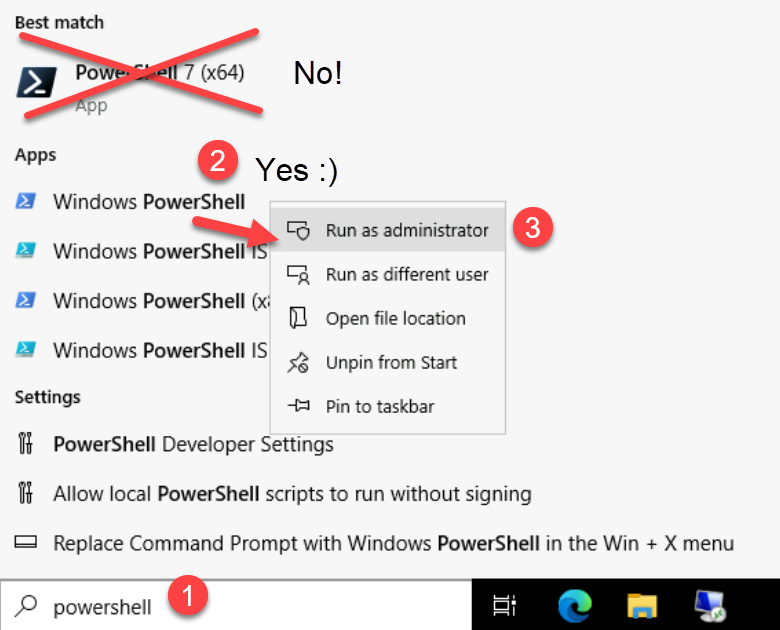 Best match
PowerShell 7 (x64)
App
No!
Apps
2
Yes :)
Windows PowerShell
Run as administrator
3
Windows PowerShell IS
Run as different user
Windows PowerShell (x8
Open file location
Windows PowerShell IS
Unpin from Start
Pin to taskbar
Settings
PowerShell Developer Settings
Allow local PowerShell scripts to run without signing
Replace Command Prompt with Windows PowerShell in the Win + X menu
powershell
1